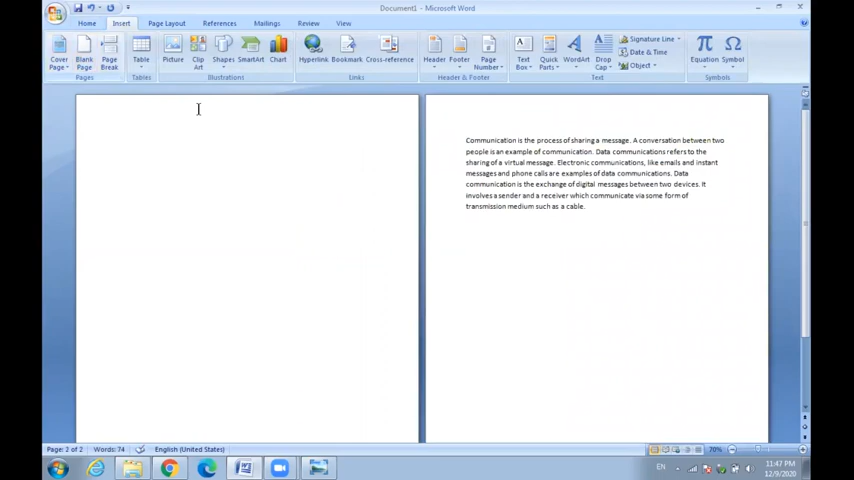 Document1 - Microsoft Word
Home Insert Page Layout References Mailings Review View
Cover Page Blank Page Page Break Table Picture Clip Art Shapes SmartArt Chart Hyperlink Bookmark Cross-reference Header Footer Page Number Text Box Quick Parts WordArt Drop Cap Signature Line Date & Time Object Equation Symbol
Pages Tables Illustrations Links Header & Footer Text Symbols
Communication is the process of sharing a message. A conversation between two
people is an example of communication. Data communications refers to the
sharing of a virtual message. Electronic communications, like emails and instant
messages and phone calls are examples of data communications. Data
communication is the exchange of digital messages between two devices. It
involves a sender and a receiver which communicate via some form of
transmission medium such as a cable.
Page: 2 of 2 Words: 74 English (United States) 70%
EN 11:47 PM
12/9/2020